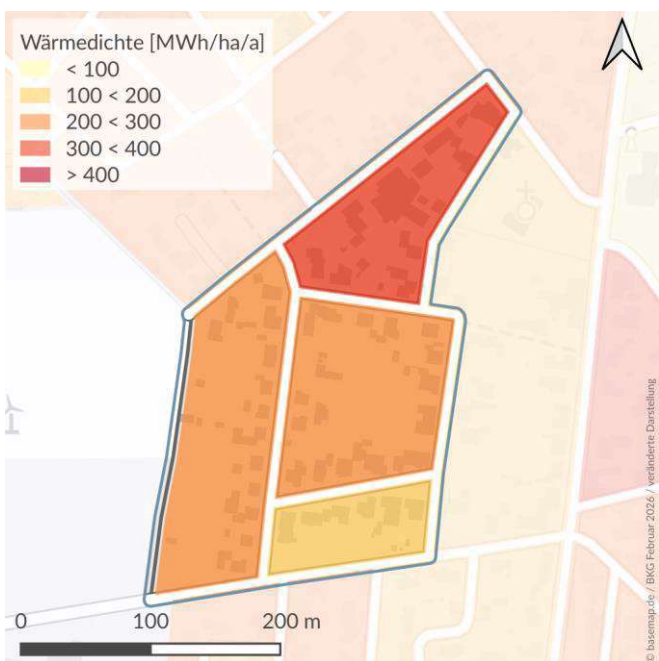 Wärmedichte [MWh/ha/a]
< 100
100 < 200
200 < 300
300 < 400
> 400
0 100 200 m
© basemap.de / BKG Februar 2026 / veränderte Darstellung